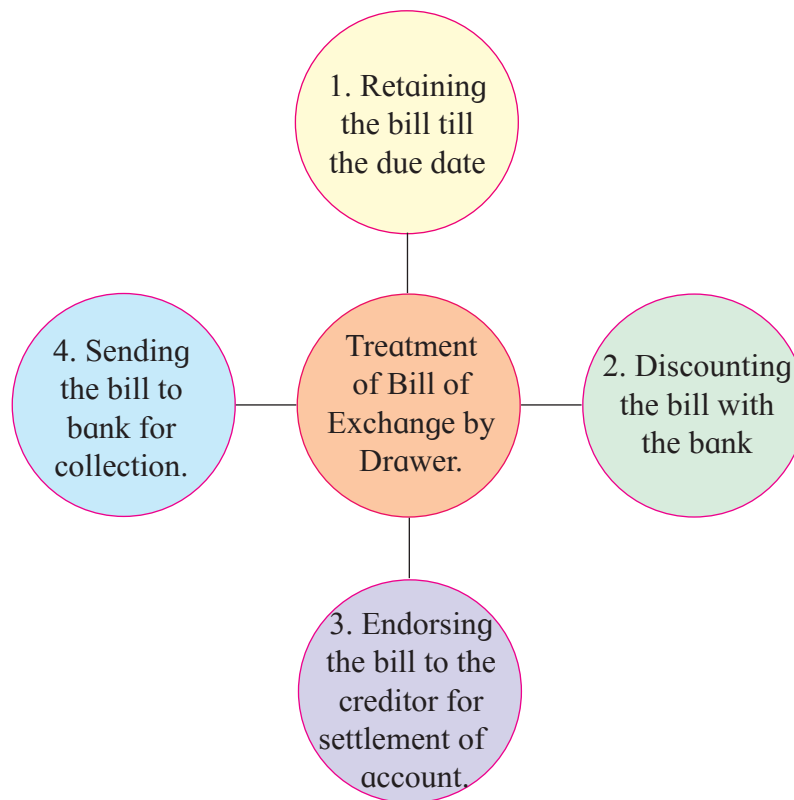 1. Retaining
the bill till
the due date
Treatment
of Bill of
Exchange by
Drawer.
2. Discounting
the bill with
the bank
3. Endorsing
the bill to the
creditor for
settlement of
account.
4. Sending
the bill to
bank for
collection.